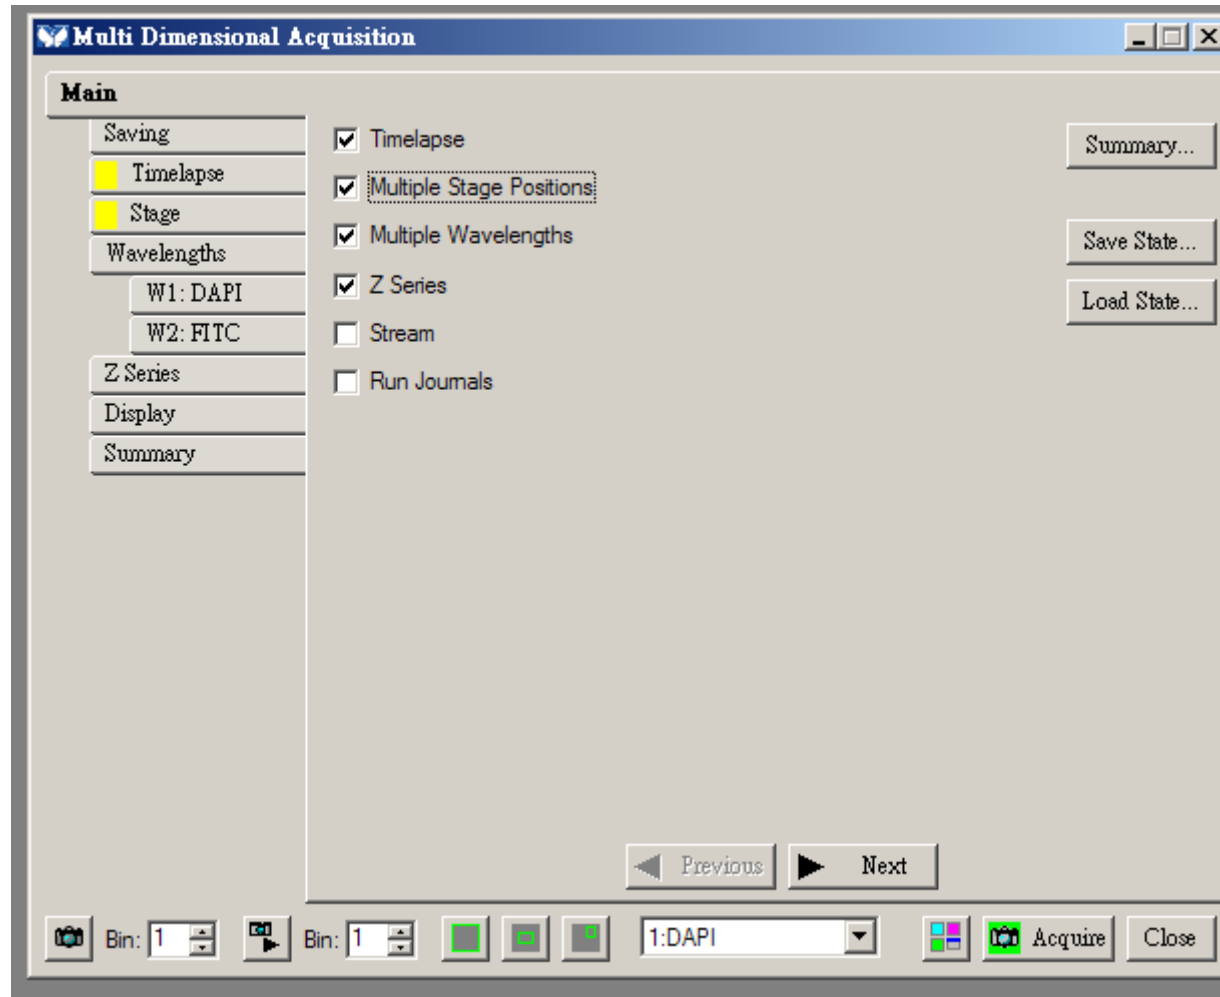 Multi Dimensional Acquisition
Main
Saving
Timelapse
Stage
Wavelengths
W1: DAPI
W2: FITC
Z Series
Display
Summary
Timelapse
Multiple Stage Positions
Multiple Wavelengths
Z Series
Stream
Run Journals
Summary...
Save State...
Load State...
Previous
Next
Bin: 1
Bin: 1
1:DAPI
Acquire
Close